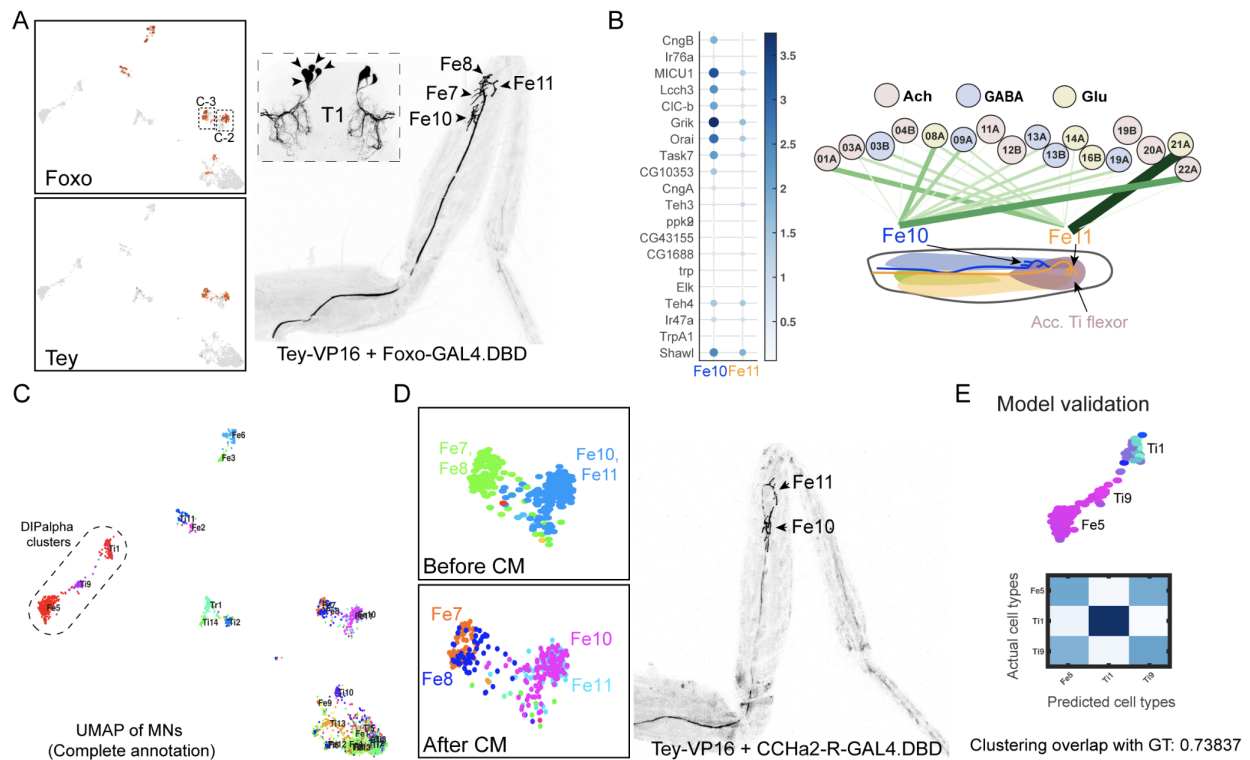 A
Foxo
C-3
C-2
Tey
T1
Fe8
Fe11
Fe7
Fe10
Tey-VP16 + Foxo-GAL4.DBD
B
CngB
Ir76a
MICU1
Lcch3
ClC-b
Grik
Orai
Task7
CG10353
CngA
Teh3
ppk9
CG43155
CG1688
trp
Elk
Teh4
Ir47a
TrpA1
Shawl
Fe10 Fe11
3.5
3
2.5
2
1.5
1
0.5
Ach GABA Glu
01A 03A 03B 04B 08A 09A 11A 12B 13A 13B 14A 16B 19A 19B 20A 21A 22A
Fe10 Fe11
Acc. Ti flexor
C
Fe6
Fe3
Ti11
Fe2
DIPalpha
clusters
Ti1
Ti9
Fe5
Tr1
Ti14
Ti2
Fe7
Ti10
Fe9
Ti13
UMAP of MNs
(Complete annotation)
D
Fe7,
Fe8
Fe10,
Fe11
Before CM
Fe7
Fe10
Fe8
Fe11
After CM
Fe11
Fe10
Tey-VP16 + CCHa2-R-GAL4.DBD
E
Model validation
Ti1
Ti9
Fe5
Actual cell types
Fe5
Ti1
Ti9
Fe5 Ti1 Ti9
Predicted cell types
Clustering overlap with GT: 0.73837